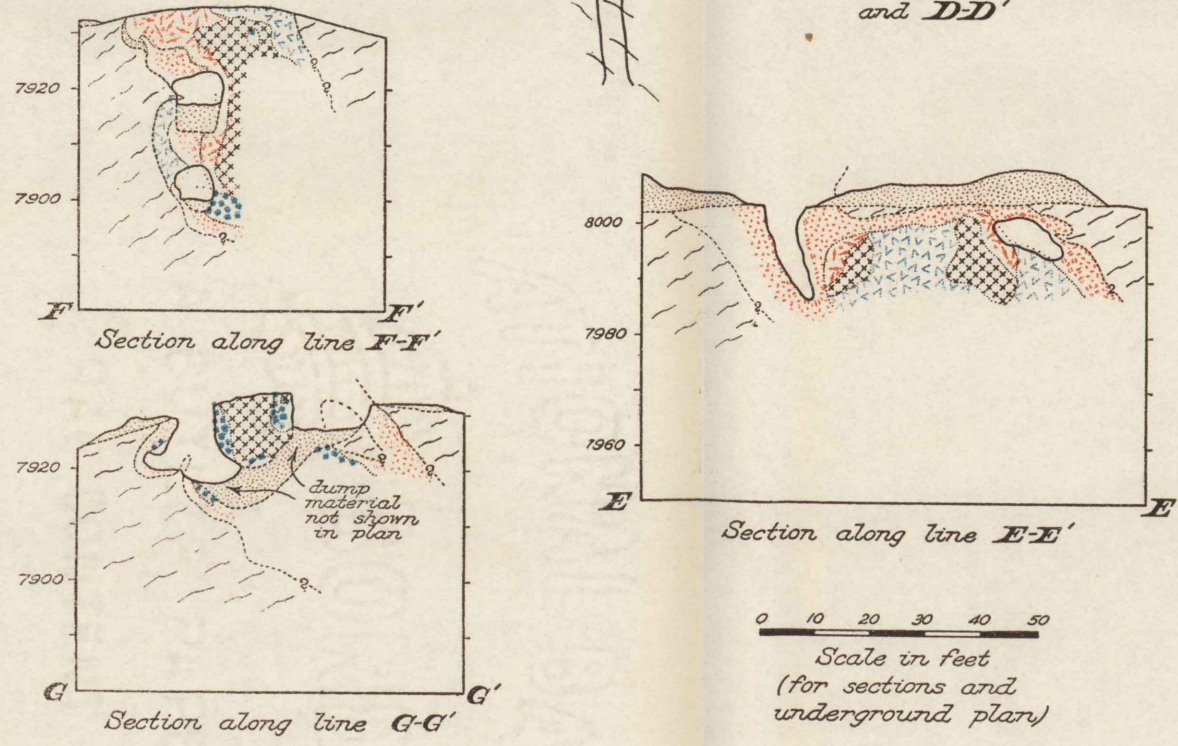 and D-D'
7920
7900
F F'
Section along line F-F'
8000
7980
7960
E E
Section along line E-E'
7920
dump
material
not shown
in plan
7900
G G'
Section along line G-G'
0 10 20 30 40 50
Scale in feet
(for sections and
underground plan)
?
?
?
?
?
?
?
?